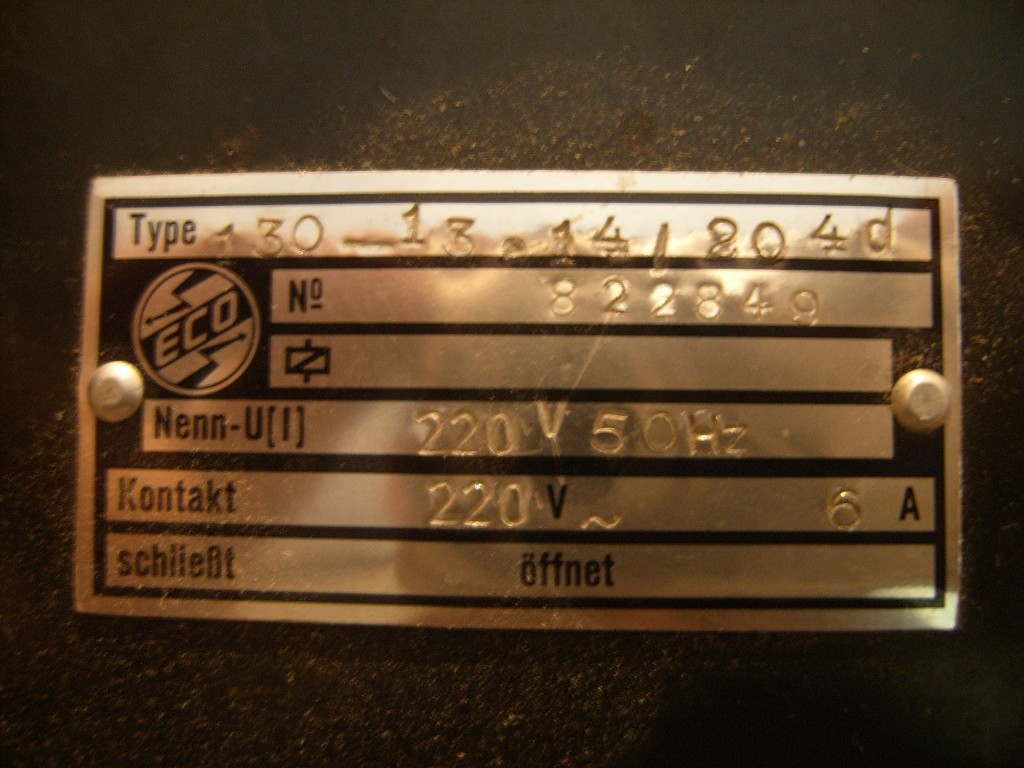 Type 130-13.14/204d
ECO
Nº 822849
Nenn-U[I] 220 V 50Hz
Kontakt 220 V ~ 6 A
schließt öffnet